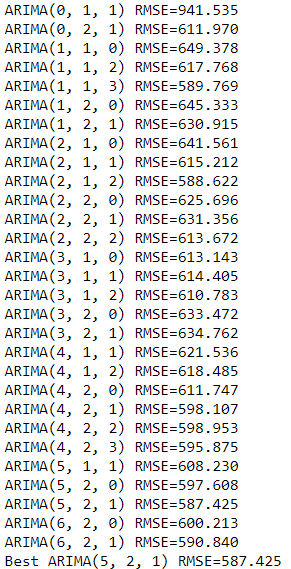 ARIMA(0, 1, 1) RMSE=941.535
ARIMA(0, 2, 1) RMSE=611.970
ARIMA(1, 1, 0) RMSE=649.378
ARIMA(1, 1, 2) RMSE=617.768
ARIMA(1, 1, 3) RMSE=589.769
ARIMA(1, 2, 0) RMSE=645.333
ARIMA(1, 2, 1) RMSE=630.915
ARIMA(2, 1, 0) RMSE=641.561
ARIMA(2, 1, 1) RMSE=615.212
ARIMA(2, 1, 2) RMSE=588.622
ARIMA(2, 2, 0) RMSE=625.696
ARIMA(2, 2, 1) RMSE=631.356
ARIMA(2, 2, 2) RMSE=613.672
ARIMA(3, 1, 0) RMSE=613.143
ARIMA(3, 1, 1) RMSE=614.405
ARIMA(3, 1, 2) RMSE=610.783
ARIMA(3, 2, 0) RMSE=633.472
ARIMA(3, 2, 1) RMSE=634.762
ARIMA(4, 1, 1) RMSE=621.536
ARIMA(4, 1, 2) RMSE=618.485
ARIMA(4, 2, 0) RMSE=611.747
ARIMA(4, 2, 1) RMSE=598.107
ARIMA(4, 2, 2) RMSE=598.953
ARIMA(4, 2, 3) RMSE=595.875
ARIMA(5, 1, 1) RMSE=608.230
ARIMA(5, 2, 0) RMSE=597.608
ARIMA(5, 2, 1) RMSE=587.425
ARIMA(6, 2, 0) RMSE=600.213
ARIMA(6, 2, 1) RMSE=590.840
Best ARIMA(5, 2, 1) RMSE=587.425